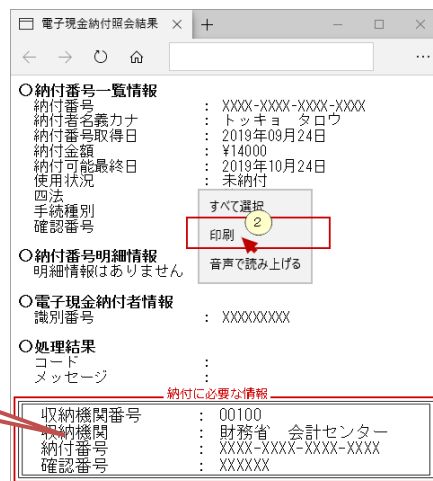 電子現金納付照会結果
○納付番号一覧情報
納付番号 : XXXX-XXXX-XXXX-XXXX
納付者名義カナ : トッキョ タロウ
納付番号取得日 : 2019年09月24日
納付金額 : ¥14000
納付可能最終日 : 2019年10月24日
使用状況 : 未納付
四法
手続種別
確認番号
すべて選択
2
印刷
音声で読み上げる
○納付番号明細情報
明細情報はありません
○電子現金納付者情報
識別番号 : XXXXXXXXX
○処理結果
コード :
メッセージ :
納付に必要な情報
収納機関番号 : 00100
収納機関 : 財務省 会計センター
納付番号 : XXXX-XXXX-XXXX-XXXX
確認番号 : XXXXXX